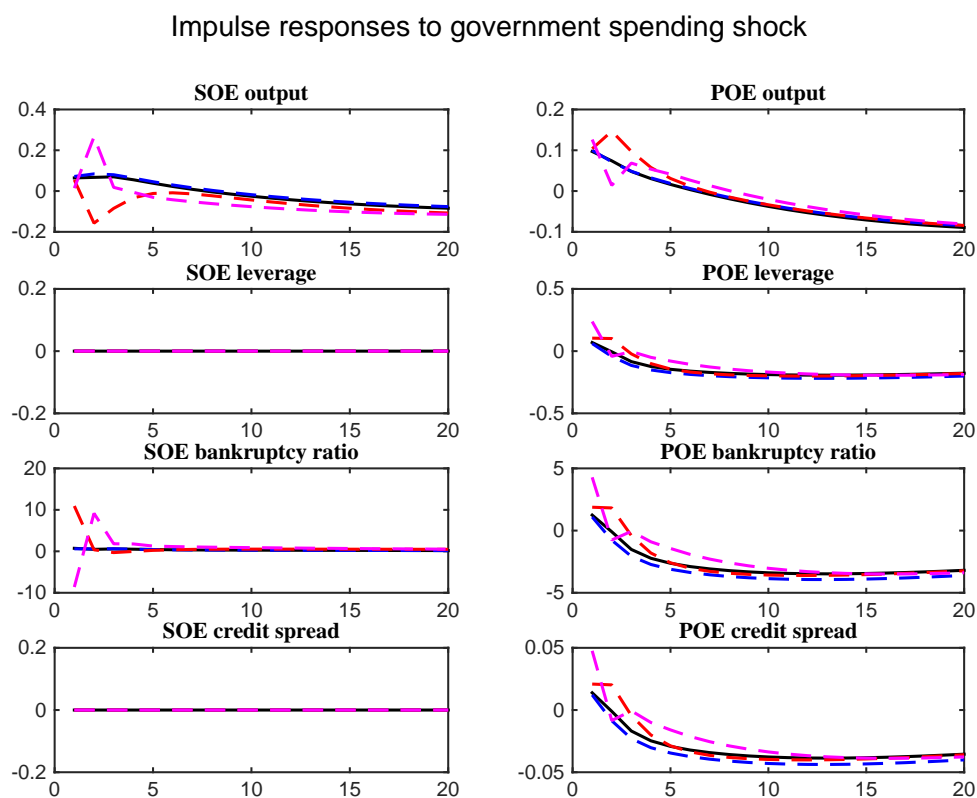 Impulse responses to government spending shock
SOE output
0.4
0.2
0
-0.2
0 5 10 15 20
POE output
0.2
0.1
0
-0.1
0 5 10 15 20
SOE leverage
0.2
0
-0.2
0 5 10 15 20
POE leverage
0.5
0
-0.5
0 5 10 15 20
SOE bankruptcy ratio
20
10
0
-10
0 5 10 15 20
POE bankruptcy ratio
5
0
-5
0 5 10 15 20
SOE credit spread
0.2
0
-0.2
0 5 10 15 20
POE credit spread
0.05
0
-0.05
0 5 10 15 20